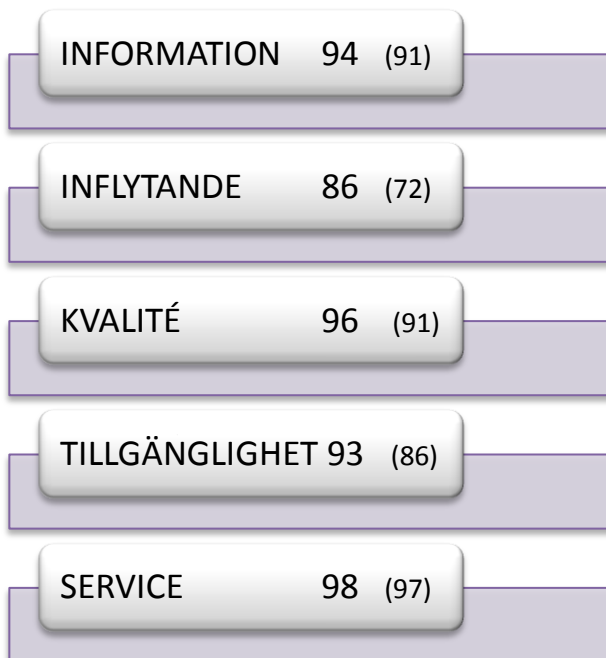 INFORMATION 94 (91)
INFLYTANDE 86 (72)
KVALITÉ 96 (91)
TILLGÄNGLIGHET 93 (86)
SERVICE 98 (97)